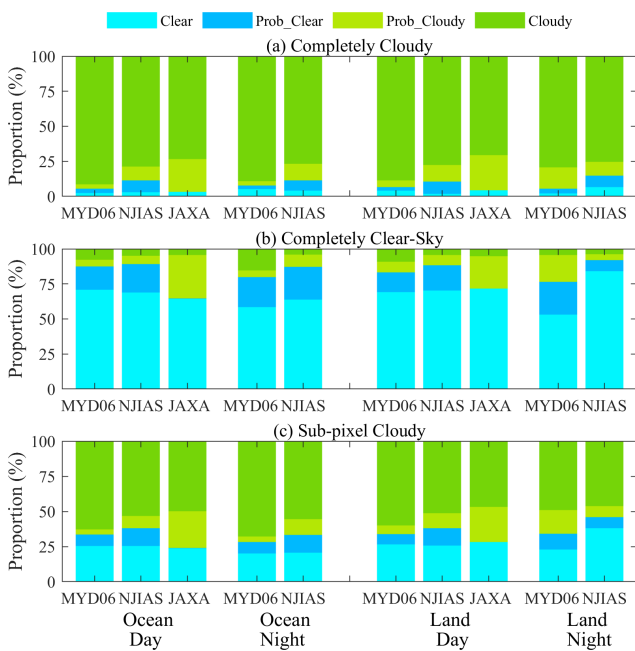 Clear Prob_Clear Prob_Cloudy Cloudy
(a) Completely Cloudy
Proportion (%)
100
75
50
25
0
MYD06 NJIAS JAXA MYD06 NJIAS MYD06 NJIAS JAXA MYD06 NJIAS
(b) Completely Clear-Sky
Proportion (%)
100
75
50
25
0
MYD06 NJIAS JAXA MYD06 NJIAS MYD06 NJIAS JAXA MYD06 NJIAS
(c) Sub-pixel Cloudy
Proportion (%)
100
75
50
25
0
MYD06 NJIAS JAXA MYD06 NJIAS MYD06 NJIAS JAXA MYD06 NJIAS
Ocean Ocean Land Land
Day Night Day Night